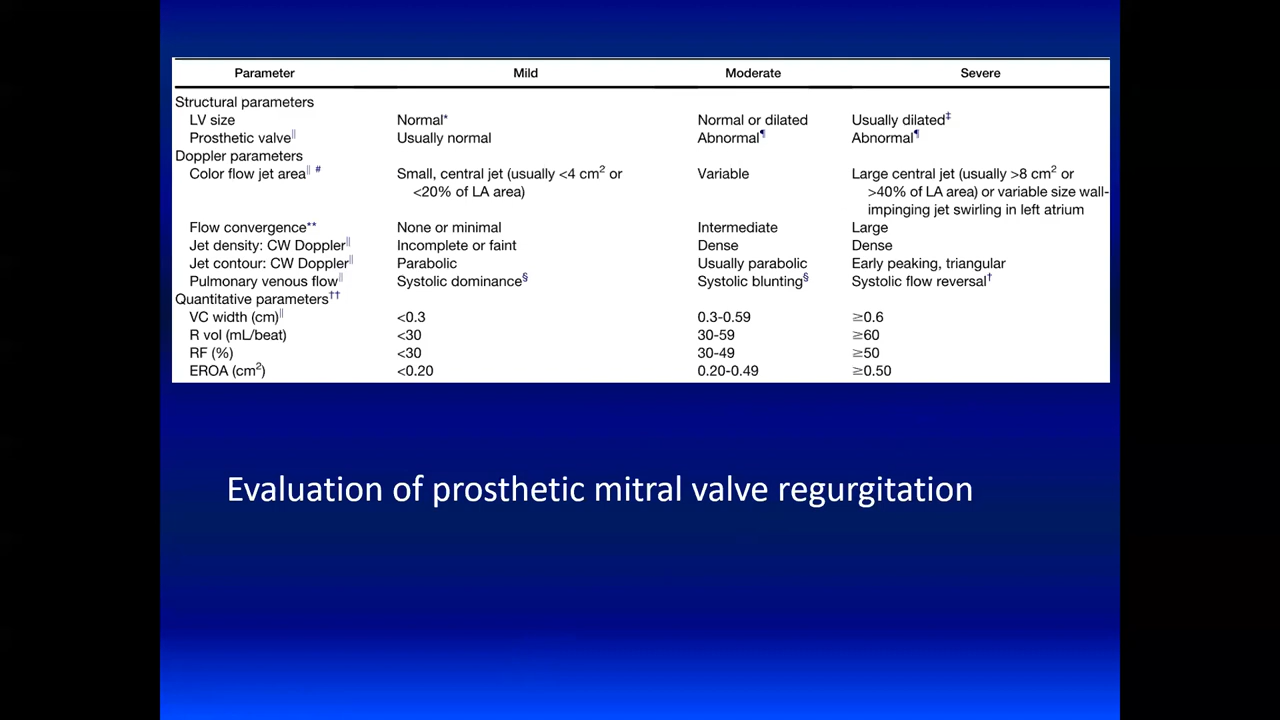 Parameter Mild Moderate Severe
Structural parameters
LV size Normal* Normal or dilated Usually dilated‡
Prosthetic valve‖ Usually normal Abnormal¶ Abnormal¶
Doppler parameters
Color flow jet area‖ # Small, central jet (usually <4 cm² or Variable Large central jet (usually >8 cm² or
<20% of LA area) >40% of LA area) or variable size wall-
impinging jet swirling in left atrium
Flow convergence** None or minimal Intermediate Large
Jet density: CW Doppler‖ Incomplete or faint Dense Dense
Jet contour: CW Doppler‖ Parabolic Usually parabolic Early peaking, triangular
Pulmonary venous flow‖ Systolic dominance§ Systolic blunting§ Systolic flow reversal†
Quantitative parameters††
VC width (cm)‖ <0.3 0.3-0.59 ≥0.6
R vol (mL/beat) <30 30-59 ≥60
RF (%) <30 30-49 ≥50
EROA (cm²) <0.20 0.20-0.49 ≥0.50
Evaluation of prosthetic mitral valve regurgitation